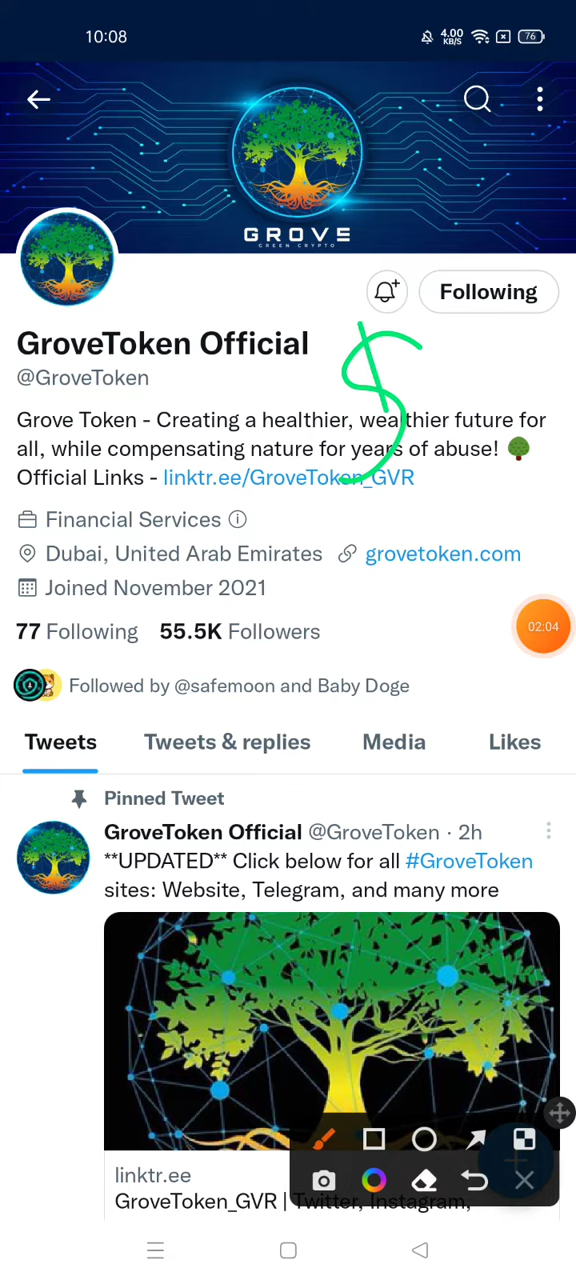 10:08
4.00
KB/S
76
GROVE
GREEN CRYPTO
Following
GroveToken Official
@GroveToken
Grove Token - Creating a healthier, wealthier future for
all, while compensating nature for years of abuse! 🌳
Official Links - linktr.ee/GroveToken_GVR
Financial Services
Dubai, United Arab Emirates grovetoken.com
Joined November 2021
77 Following 55.5K Followers
02:04
Followed by @safemoon and Baby Doge
Tweets Tweets & replies Media Likes
Pinned Tweet
GroveToken Official @GroveToken · 2h
**UPDATED** Click below for all #GroveToken
sites: Website, Telegram, and many more
linktr.ee
GroveToken_GVR | Twitter, Instagram,